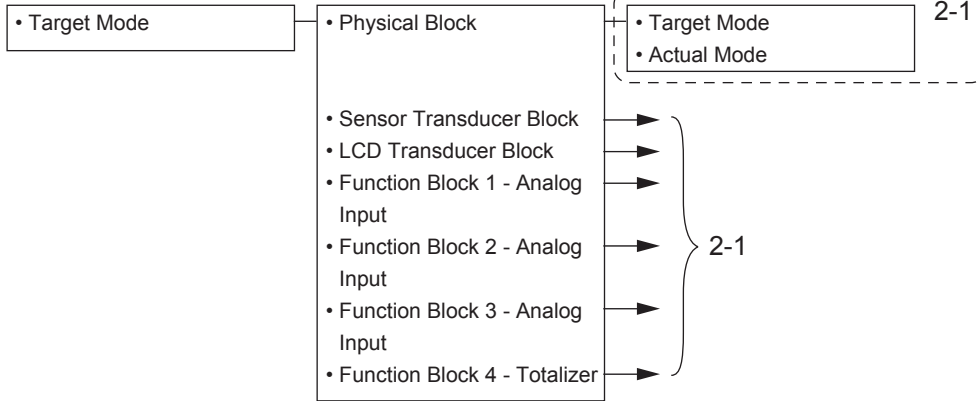 • Target Mode
• Physical Block
• Target Mode
• Actual Mode
2-1
• Sensor Transducer Block
• LCD Transducer Block
• Function Block 1 - Analog
Input
• Function Block 2 - Analog
Input
• Function Block 3 - Analog
Input
• Function Block 4 - Totalizer
2-1